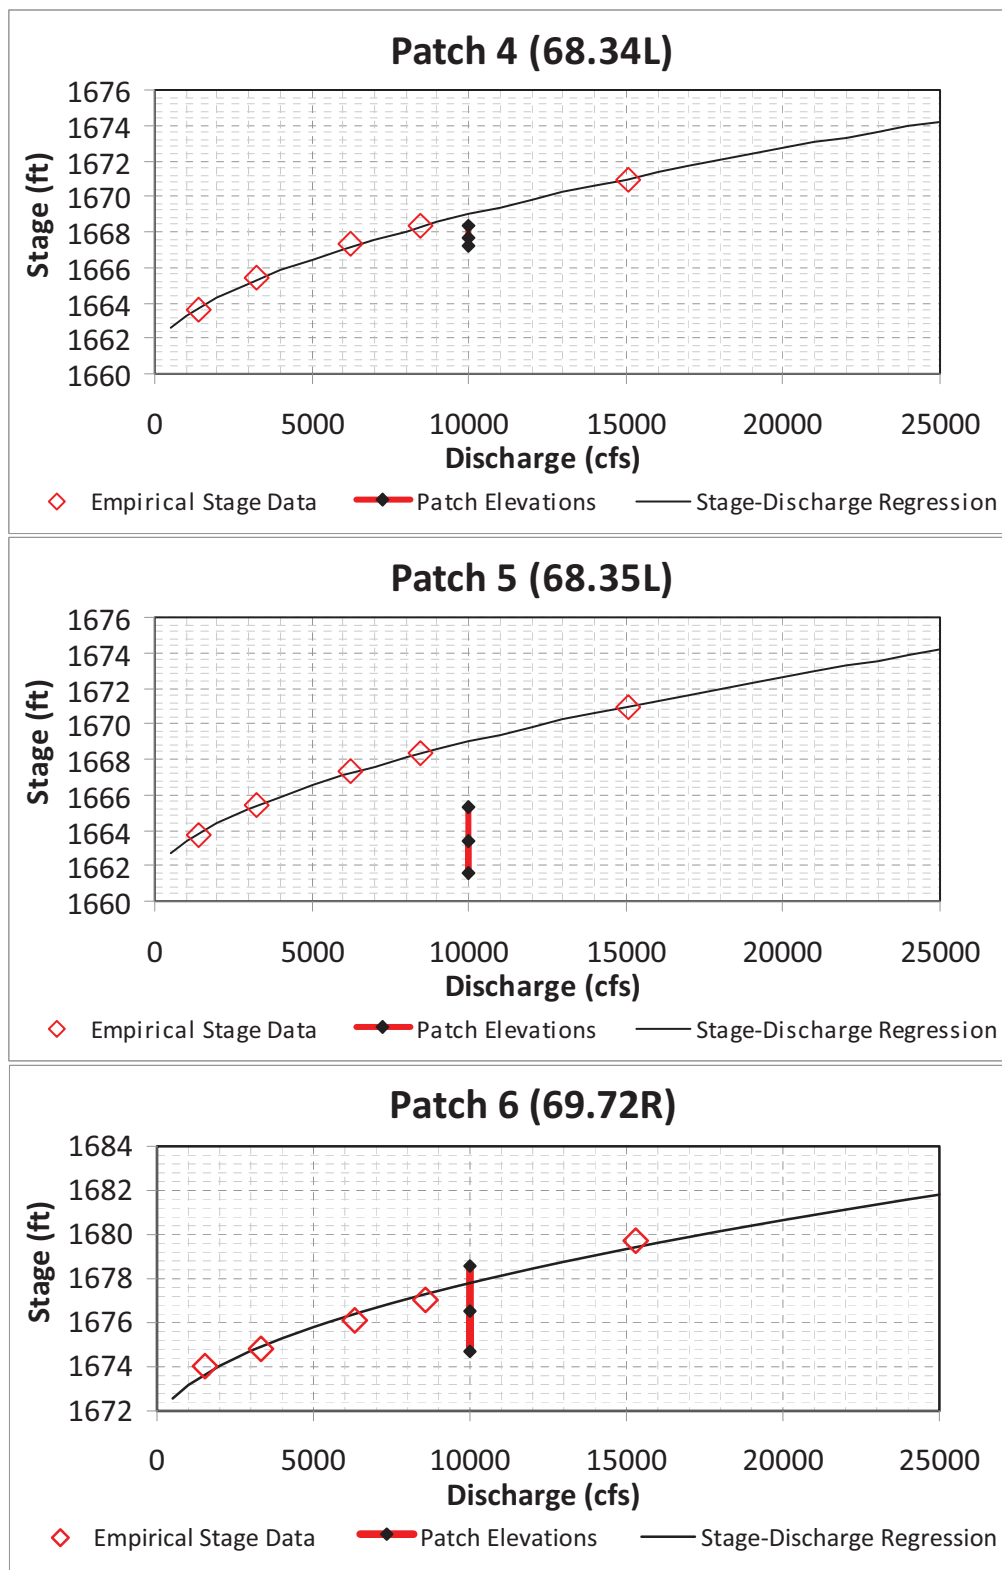 Patch 4 (68.34L)
1676
1674
1672
1670
1668
1666
1664
1662
1660
Stage (ft)
0 5000 10000 15000 20000 25000
Discharge (cfs)
Empirical Stage Data Patch Elevations Stage-Discharge Regression
Patch 5 (68.35L)
1676
1674
1672
1670
1668
1666
1664
1662
1660
Stage (ft)
0 5000 10000 15000 20000 25000
Discharge (cfs)
Empirical Stage Data Patch Elevations Stage-Discharge Regression
Patch 6 (69.72R)
1684
1682
1680
1678
1676
1674
1672
Stage (ft)
0 5000 10000 15000 20000 25000
Discharge (cfs)
Empirical Stage Data Patch Elevations Stage-Discharge Regression